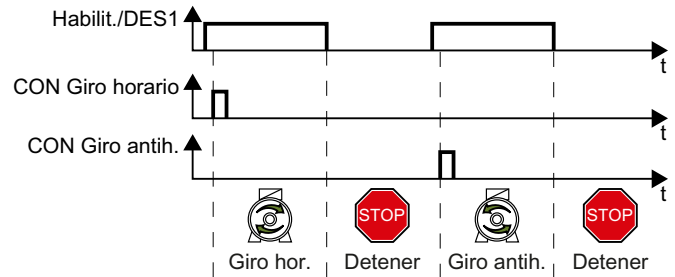 Habilit./DES1
t
CON Giro horario
t
CON Giro antih.
t
STOP STOP
Giro hor. Detener Giro antih. Detener